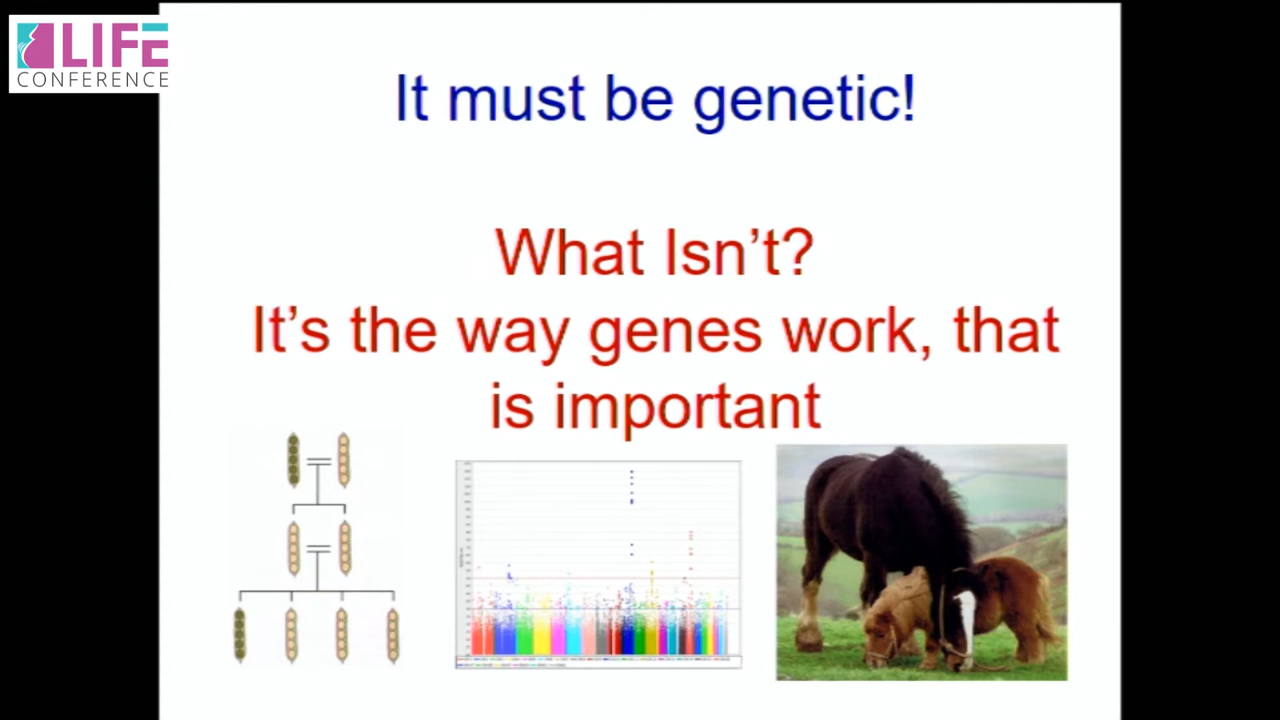 LIFE
CONFERENCE
It must be genetic!
What Isn't?
It's the way genes work, that
is important